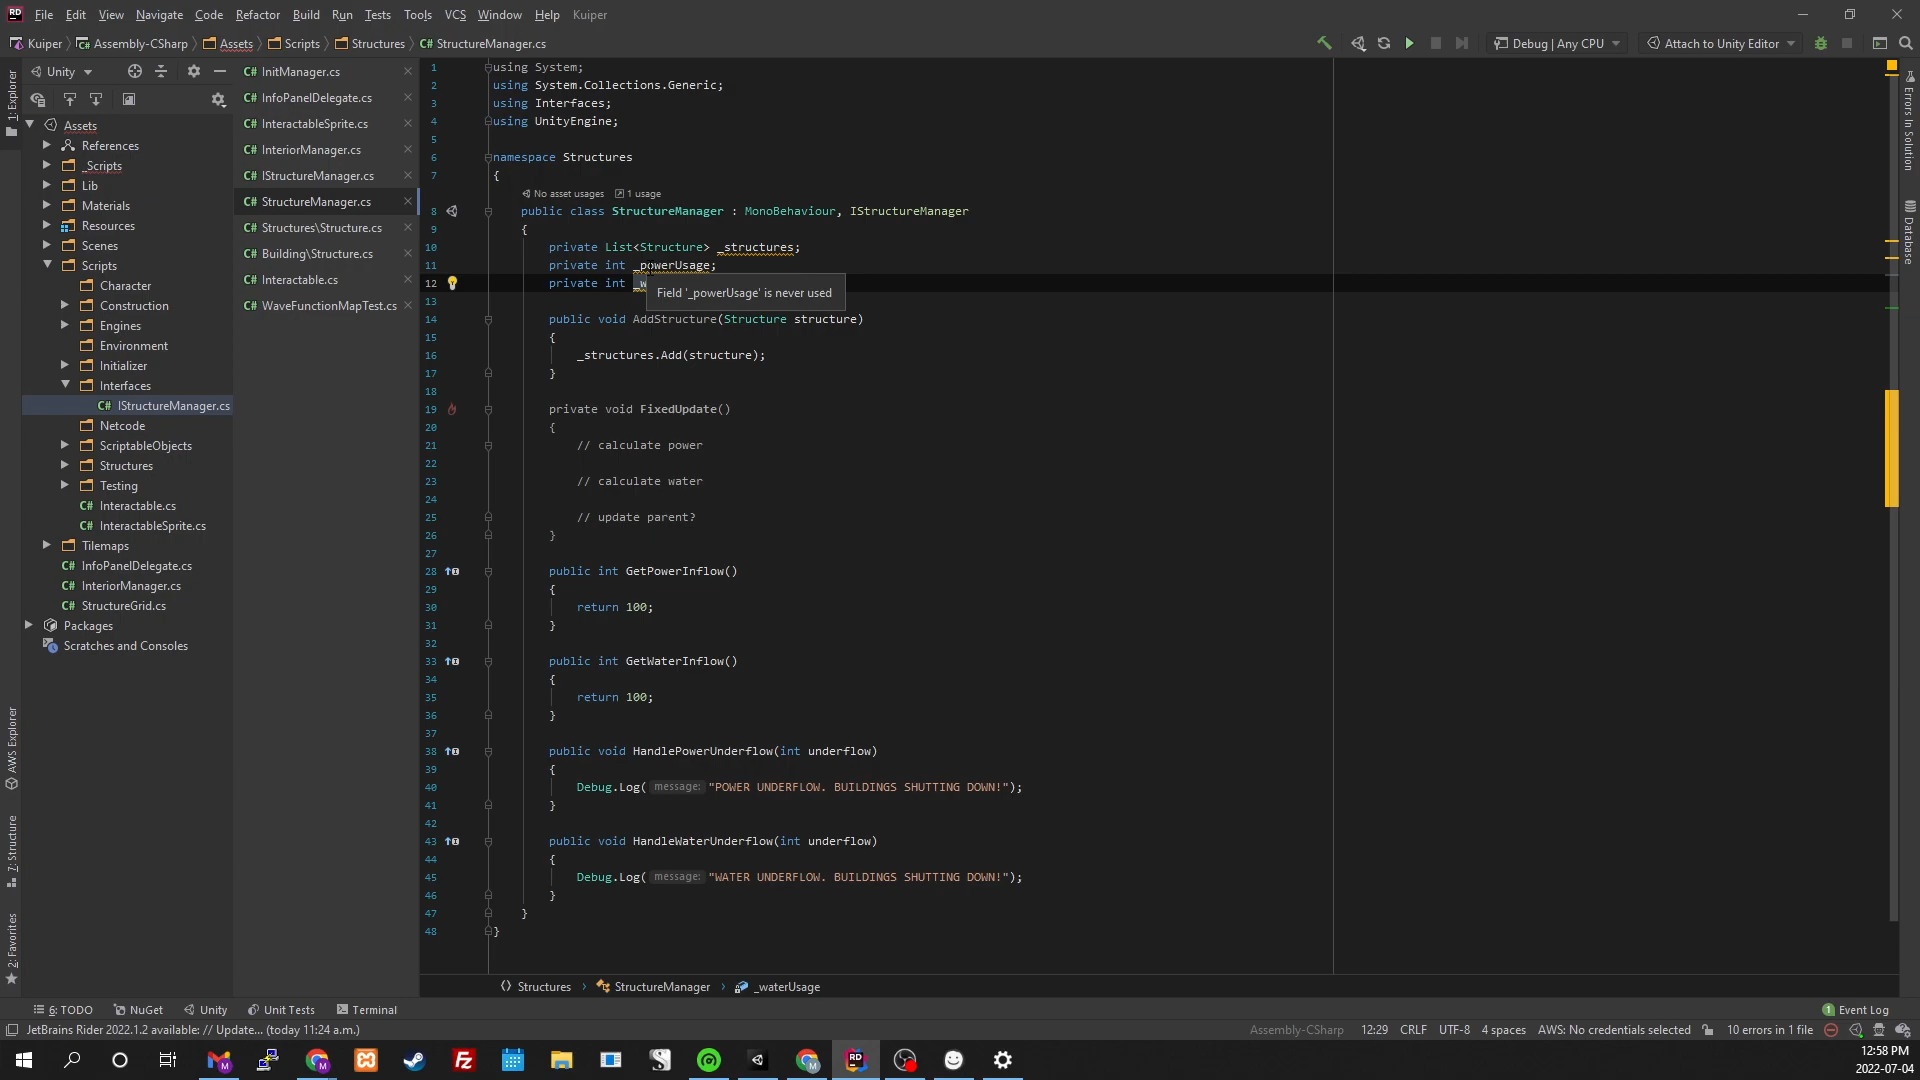 RD File Edit View Navigate Code Refactor Build Run Tests Tools VCS Window Help Kuiper
Kuiper Assembly-CSharp Assets Scripts Structures C# StructureManager.cs
Debug | Any CPU Attach to Unity Editor
1: Explorer
Unity
Assets
References
_Scripts
Lib
Materials
Resources
Scenes
Scripts
Character
Construction
Engines
Environment
Initializer
Interfaces
C# IStructureManager.cs
Netcode
ScriptableObjects
Structures
Testing
C# Interactable.cs
C# InteractableSprite.cs
Tilemaps
C# InfoPanelDelegate.cs
C# InteriorManager.cs
C# StructureGrid.cs
Packages
Scratches and Consoles
AWS Explorer
7: Structure
2: Favorites
C# InitManager.cs
C# InfoPanelDelegate.cs
C# InteractableSprite.cs
C# InteriorManager.cs
C# IStructureManager.cs
C# StructureManager.cs
C# Structures\Structure.cs
C# Building\Structure.cs
C# Interactable.cs
C# WaveFunctionMapTest.cs
1 using System;
2 using System.Collections.Generic;
3 using Interfaces;
4 using UnityEngine;
5
6 namespace Structures
7 {
No asset usages 1 usage
8 public class StructureManager : MonoBehaviour, IStructureManager
9 {
10 private List<Structure> _structures;
11 private int _powerUsage;
12 private int _w
Field '_powerUsage' is never used
13
14 public void AddStructure(Structure structure)
15 {
16 _structures.Add(structure);
17 }
18
19 private void FixedUpdate()
20 {
21 // calculate power
22
23 // calculate water
24
25 // update parent?
26 }
27
28 public int GetPowerInflow()
29 {
30 return 100;
31 }
32
33 public int GetWaterInflow()
34 {
35 return 100;
36 }
37
38 public void HandlePowerUnderflow(int underflow)
39 {
40 Debug.Log( message: "POWER UNDERFLOW. BUILDINGS SHUTTING DOWN!");
41 }
42
43 public void HandleWaterUnderflow(int underflow)
44 {
45 Debug.Log( message: "WATER UNDERFLOW. BUILDINGS SHUTTING DOWN!");
46 }
47 }
48 }
Errors In Solution
Database
Structures StructureManager _waterUsage
6: TODO NuGet Unity Unit Tests Terminal 1 Event Log
JetBrains Rider 2022.1.2 available: // Update... (today 11:24 a.m.) Assembly-CSharp 12:29 CRLF UTF-8 4 spaces AWS: No credentials selected 10 errors in 1 file
12:58 PM
2022-07-04